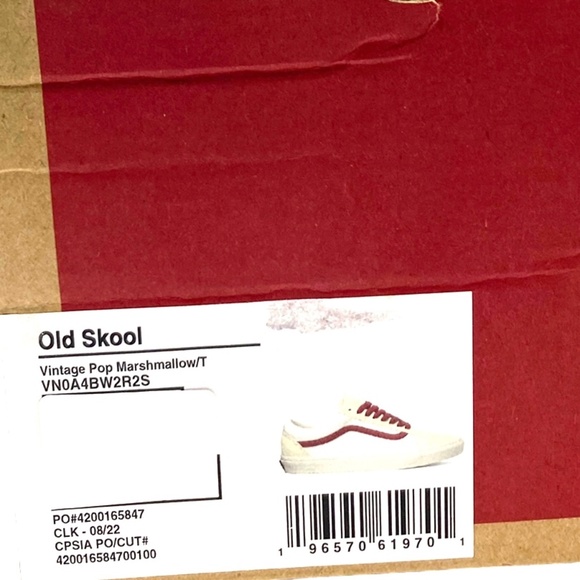 Old Skool
Vintage Pop Marshmallow/T
VN0A4BW2R2S
PO#4200165847
CLK - 08/22
CPSIA PO/CUT#
420016584700100
1 96570 61970 1